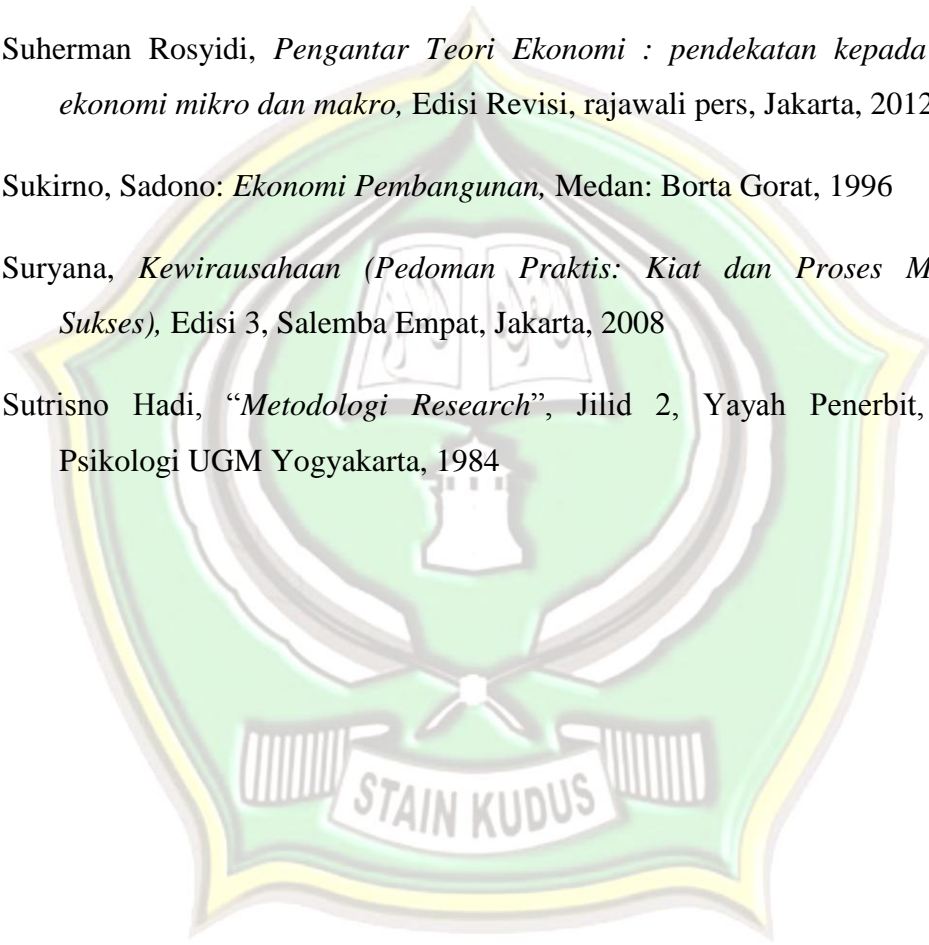 Suherman Rosyidi, Pengantar Teori Ekonomi : pendekatan kepada
ekonomi mikro dan makro, Edisi Revisi, rajawali pers, Jakarta, 2012
Sukirno, Sadono: Ekonomi Pembangunan, Medan: Borta Gorat, 1996
Suryana, Kewirausahaan (Pedoman Praktis: Kiat dan Proses M
Sukses), Edisi 3, Salemba Empat, Jakarta, 2008
Sutrisno Hadi, “Metodologi Research”, Jilid 2, Yayah Penerbit,
Psikologi UGM Yogyakarta, 1984
STAIN KUDUS